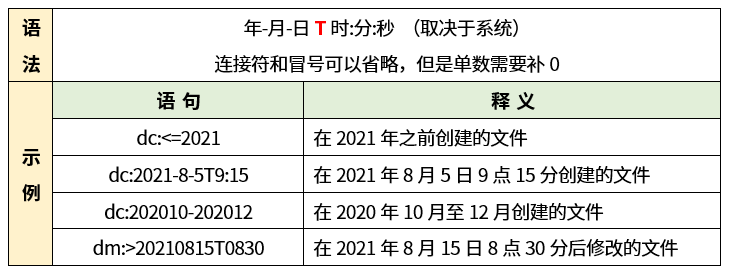 语法
年-月-日 T 时:分:秒 （取决于系统）
连接符和冒号可以省略，但是单数需要补 0
示例
语 句 释 义
dc:<=2021 在 2021 年之前创建的文件
dc:2021-8-5T9:15 在 2021 年 8 月 5 日 9 点 15 分创建的文件
dc:202010-202012 在 2020 年 10 月至 12 月创建的文件
dm:>20210815T0830 在 2021 年 8 月 15 日 8 点 30 分后修改的文件